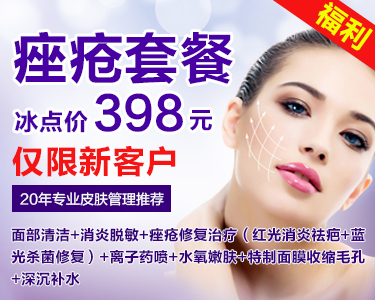 福利
痤疮套餐
冰点价398元
仅限新客户
20年专业皮肤管理推荐
面部清洁+消炎脱敏+痤疮修复治疗（红光消炎祛疤+蓝
光杀菌修复）+离子药喷+水氧嫩肤+特制面膜收缩毛孔
+深沉补水